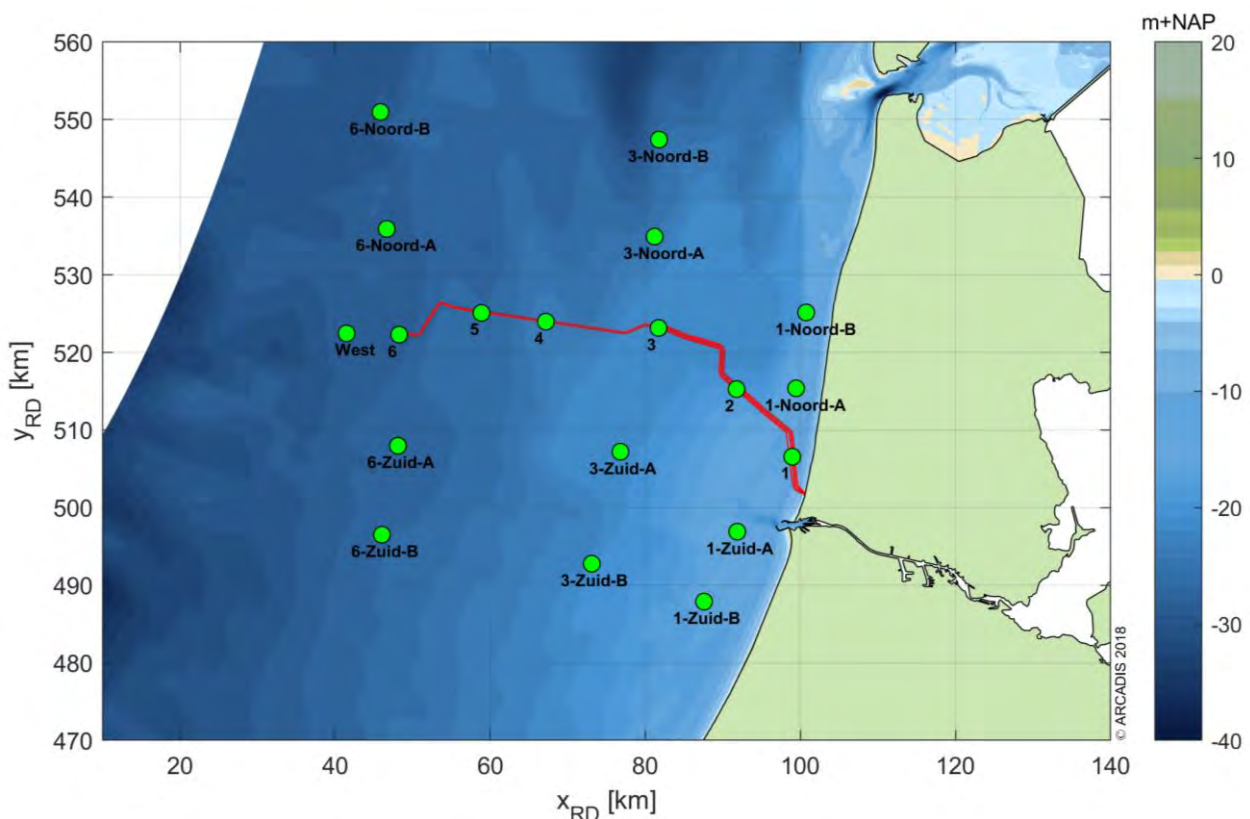 m+NAP
560
550
540
530
520
510
500
490
480
470
y_RD [km]
20
40
60
80
100
120
140
x_RD [km]
20
10
0
-10
-20
-30
-40
6-Noord-B
3-Noord-B
6-Noord-A
3-Noord-A
1-Noord-B
5
4
3
West
6
2
1-Noord-A
6-Zuid-A
3-Zuid-A
1
6-Zuid-B
1-Zuid-A
3-Zuid-B
1-Zuid-B
© ARCADIS 2018